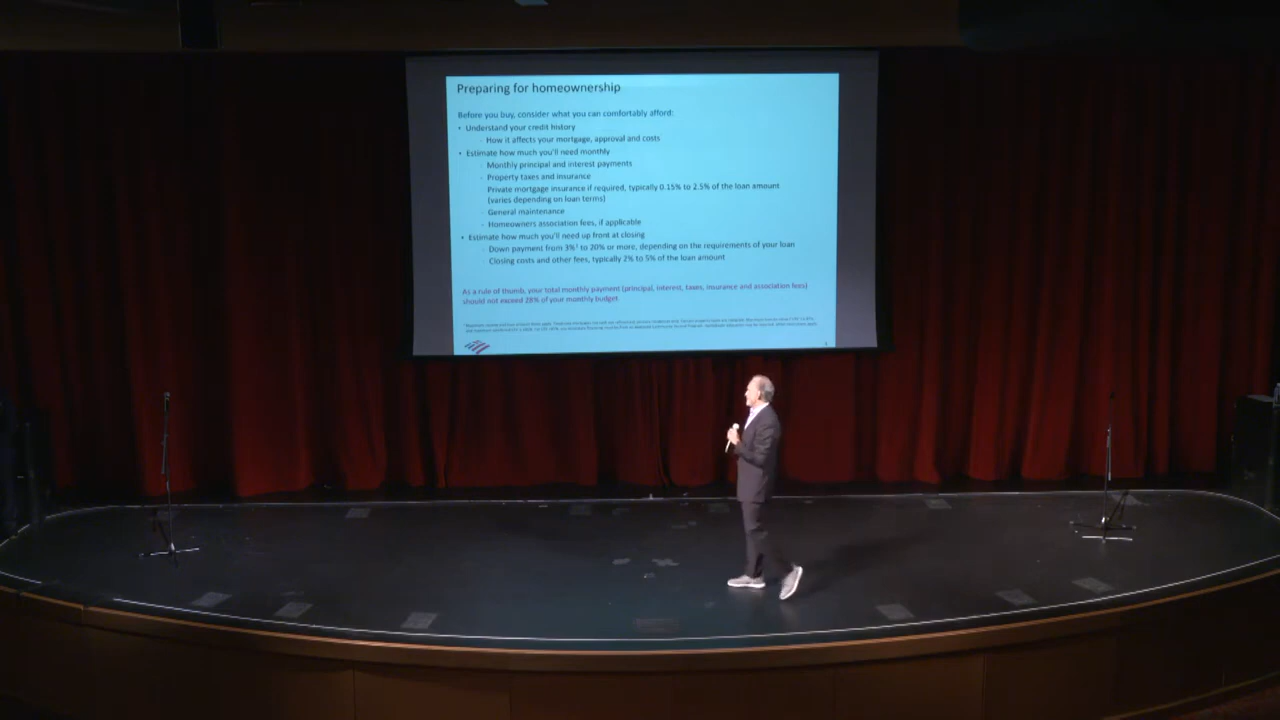 Preparing for homeownership
Before you buy, consider what you can comfortably afford:
• Understand your credit history
- How it affects your mortgage, approval and costs
• Estimate how much you'll need monthly
- Monthly principal and interest payments
- Property taxes and insurance
Private mortgage insurance if required, typically 0.15% to 2.5% of the loan amount
(varies depending on loan terms)
- General maintenance
- Homeowners association fees, if applicable
• Estimate how much you'll need up front at closing
- Down payment from 3%¹ to 20% or more, depending on the requirements of your loan
Closing costs and other fees, typically 2% to 5% of the loan amount
As a rule of thumb, your total monthly payment (principal, interest, taxes, insurance and association fees)
should not exceed 28% of your monthly budget